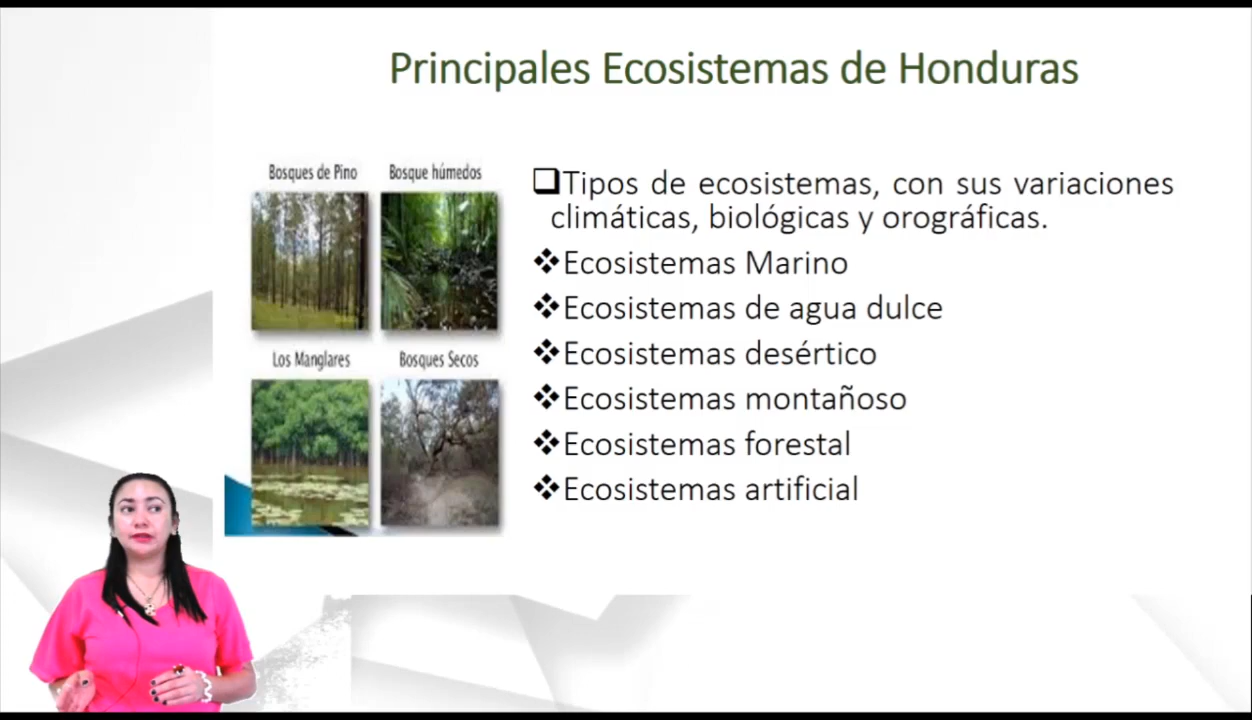 Principales Ecosistemas de Honduras
Bosques de Pino
Bosque húmedos
Los Manglares
Bosques Secos
Tipos de ecosistemas, con sus variaciones
climáticas, biológicas y orográficas.
Ecosistemas Marino
Ecosistemas de agua dulce
Ecosistemas desértico
Ecosistemas montañoso
Ecosistemas forestal
Ecosistemas artificial